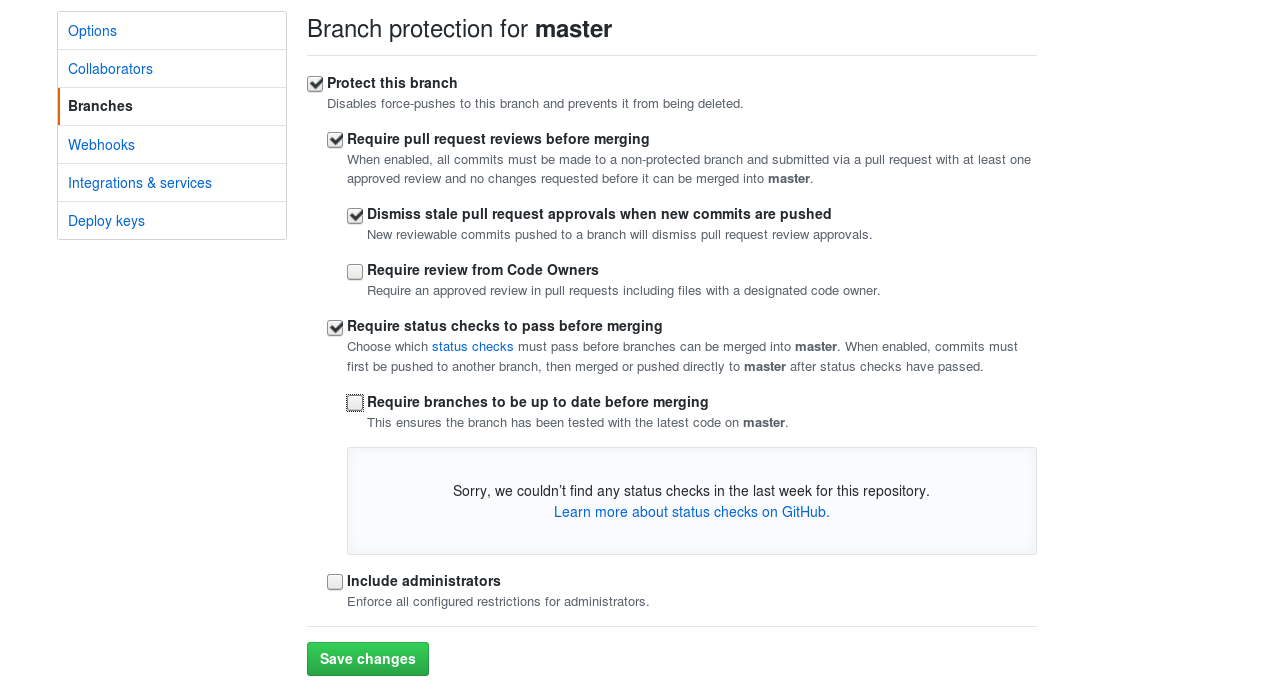 Options
Collaborators
Branches
Webhooks
Integrations & services
Deploy keys
Branch protection for master
Protect this branch
Disables force-pushes to this branch and prevents it from being deleted.
Require pull request reviews before merging
When enabled, all commits must be made to a non-protected branch and submitted via a pull request with at least one
approved review and no changes requested before it can be merged into master.
Dismiss stale pull request approvals when new commits are pushed
New reviewable commits pushed to a branch will dismiss pull request review approvals.
Require review from Code Owners
Require an approved review in pull requests including files with a designated code owner.
Require status checks to pass before merging
Choose which status checks must pass before branches can be merged into master. When enabled, commits must
first be pushed to another branch, then merged or pushed directly to master after status checks have passed.
Require branches to be up to date before merging
This ensures the branch has been tested with the latest code on master.
Sorry, we couldn’t find any status checks in the last week for this repository.
Learn more about status checks on GitHub.
Include administrators
Enforce all configured restrictions for administrators.
Save changes